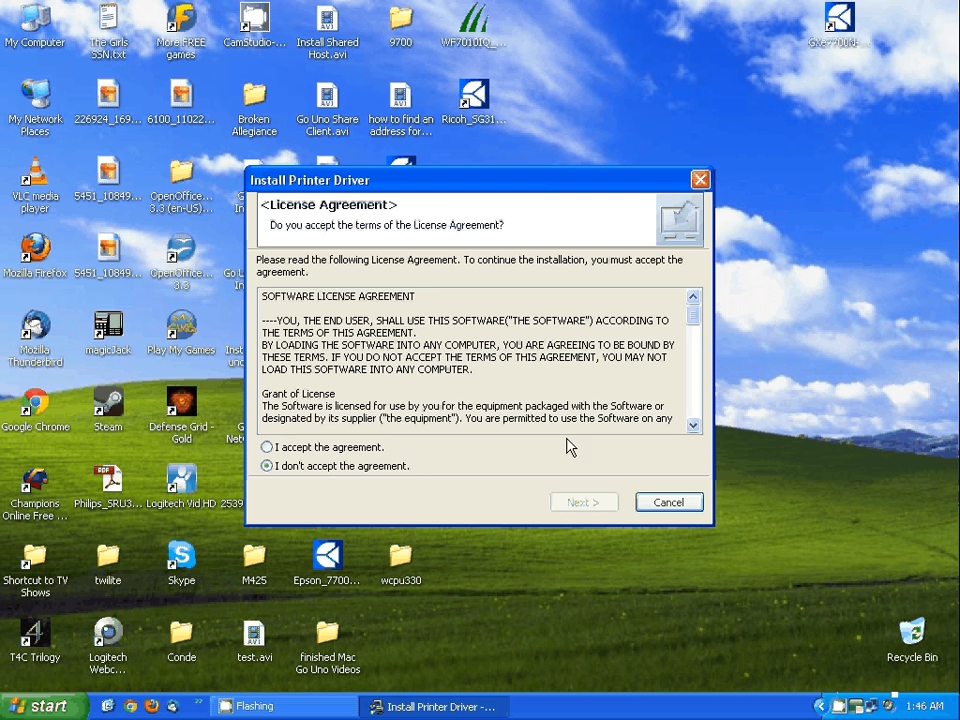 My Computer
The Girls
SSN.txt
More FREE
games
CamStudio-...
Install Shared
Host.avi
9700
WF7010IQ_...
My Network
Places
226924_169...
6100_11022...
Broken
Allegiance
Go Uno Share
Client.avi
how to find an
address for...
Ricoh_SG31...
VLC media
player
5451_10849...
OpenOffice...
3.3 (en-US)...
Install Printer Driver
<License Agreement>
Do you accept the terms of the License Agreement?
Please read the following License Agreement. To continue the installation, you must accept the
agreement.
SOFTWARE LICENSE AGREEMENT
----YOU, THE END USER, SHALL USE THIS SOFTWARE("THE SOFTWARE") ACCORDING TO
THE TERMS OF THIS AGREEMENT.
BY LOADING THE SOFTWARE INTO ANY COMPUTER, YOU ARE AGREEING TO BE BOUND BY
THESE TERMS. IF YOU DO NOT ACCEPT THE TERMS OF THIS AGREEMENT, YOU MAY NOT
LOAD THIS SOFTWARE INTO ANY COMPUTER.
Grant of License
The Software is licensed for use by you for the equipment packaged with the Software or
designated by its supplier ("the equipment"). You are permitted to use the Software on any
I accept the agreement.
I don't accept the agreement.
Next >
Cancel
Mozilla Firefox
5451_10849...
OpenOffice...
3.3
Mozilla
Thunderbird
magicJack
Play My Games
Google Chrome
Steam
Defense Grid -
Gold
Champions
Online Free ...
Philips_SRU3...
Logitech Vid HD
2539
Shortcut to TV
Shows
twilite
Skype
M425
Epson_7700...
wcpu330
T4C Trilogy
Logitech
Webc...
Conde
test.avi
finished Mac
Go Uno Videos
Recycle Bin
start
Flashing
Install Printer Driver -...
1:46 AM